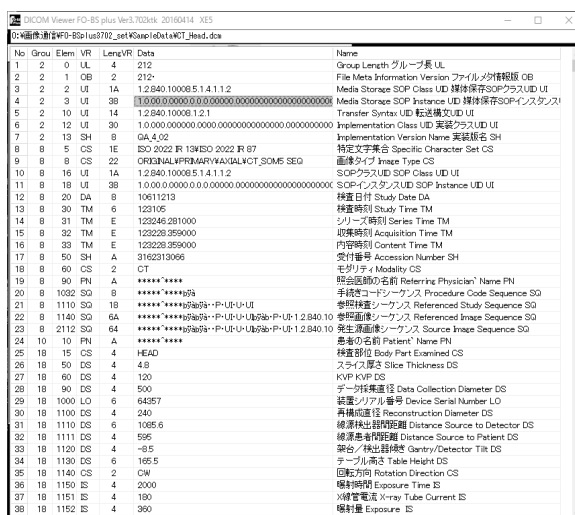 DICOM Viewer FO-BS plus Ver3.702ktk 20160414 XE5
0:¥画像通信¥FO-BSplus3702_set¥SampleData¥CT_Head.dcm
No Grou Elem VR LengVR Data Name
1 2 0 UL 4 212 Group Length グループ長 UL
2 2 1 OB 2 212・ File Meta Information Version ファイルメタ情報版 OB
3 2 2 UI 1A 1.2.840.10008.5.1.4.1.1.2 Media Storage SOP Class UID 媒体保存SOPクラスUID UI
4 2 3 UI 38 Media Storage SOP Instance UID 媒体保存SOPインスタンスU
5 2 10 UI 14 1.2.840.10008.1.2.1 Transfer Syntax UID 転送構文UID UI
6 2 12 UI 30 Implementation Class UID 実装クラスUID UI
7 2 13 SH 8 QA_4_02 Implementation Version Name 実装版名 SH
8 8 5 CS 1E ISO 2022 IR 13¥ISO 2022 IR 87 特定文字集合 Specific Character Set CS
9 8 8 CS 22 ORIGINAL¥PRIMARY¥AXIAL¥CT_SOM5 SEQ 画像タイプ Image Type CS
10 8 16 UI 1A 1.2.840.10008.5.1.4.1.1.2 SOPクラスUID SOP Class UID UI
11 8 18 UI 38 SOPインスタンスUID SOP Instance UID UI
12 8 20 DA 8 10611213 検査日付 Study Date DA
13 8 30 TM 6 123105 検査時刻 Study Time TM
14 8 31 TM E 123246.281000 シリーズ時刻 Series Time TM
15 8 32 TM E 123228.359000 収集時刻 Acquisition Time TM
16 8 33 TM E 123228.359000 内容時刻 Content Time TM
17 8 50 SH A 3162313066 受付番号 Accession Number SH
18 8 60 CS 2 CT モダリティ Modality CS
19 8 90 PN A *****^**** 照会医師の名前 Referring Physician` Name PN
20 8 1032 SQ 8 手続きコードシーケンス Procedure Code Sequence SQ
21 8 1110 SQ 18 参照検査シーケンス Referenced Study Sequence SQ
22 8 1140 SQ 6A 参照画像シーケンス Referenced Image Sequence SQ
23 8 2112 SQ 64 発生源画像シーケンス Source Image Sequence SQ
24 10 10 PN A *****^**** 患者の名前 Patient` Name PN
25 18 15 CS 4 HEAD 検査部位 Body Part Examined CS
26 18 50 DS 4 4.8 スライス厚さ Slice Thickness DS
27 18 60 DS 4 120 KVP KVP DS
28 18 90 DS 4 500 データ採集直径 Data Collection Diameter DS
29 18 1000 LO 6 64357 装置シリアル番号 Device Serial Number LO
30 18 1100 DS 4 240 再構成直径 Reconstruction Diameter DS
31 18 1110 DS 6 1085.6 線源検出器間距離 Distance Source to Detector DS
32 18 1111 DS 4 595 線源患者間距離 Distance Source to Patient DS
33 18 1120 DS 4 -8.5 架台/検出器傾き Gantry/Detector Tilt DS
34 18 1130 DS 6 165.5 テーブル高さ Table Height DS
35 18 1140 CS 2 CW 回転方向 Rotation Direction CS
36 18 1150 IS 4 2000 曝射時間 Exposure Time IS
37 18 1151 IS 4 180 X線管電流 X-ray Tube Current IS
38 18 1152 IS 4 360 曝射量 Exposure IS